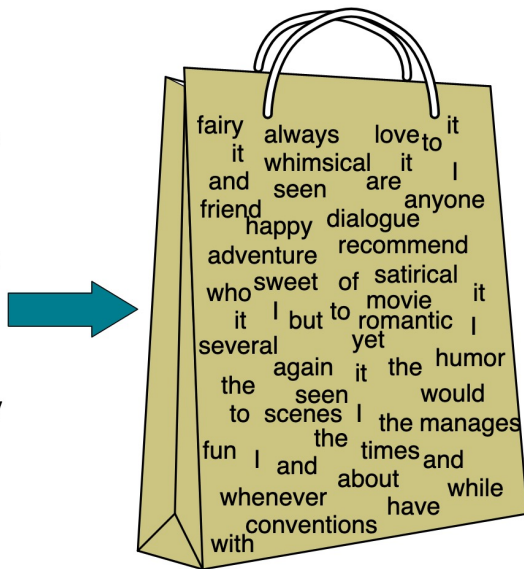 fairy always love to it
it whimsical it I
and seen are anyone
friend happy dialogue
adventure recommend
who sweet of satirical it
it I but to movie romantic I
several yet
again it the humor
the seen would
to scenes I the manages
fun I and the times and
whenever about while
with conventions have